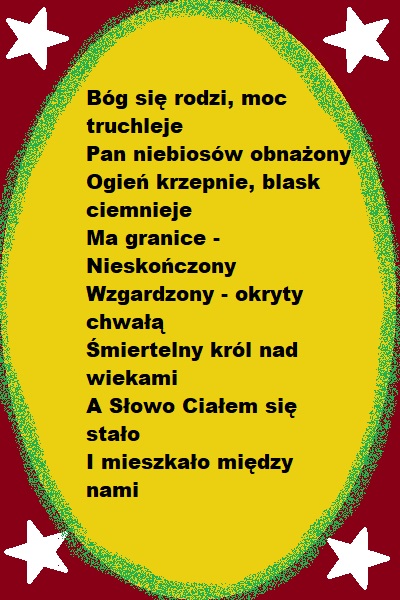 Bóg się rodzi, moc
truchleje
Pan niebiosów obnażony
Ogień krzepnie, blask
ciemnieje
Ma granice -
Nieskończony
Wzgardzony - okryty
chwałą
Śmiertelny król nad
wiekami
A Słowo Ciałem się
stało
I mieszkało między
nami